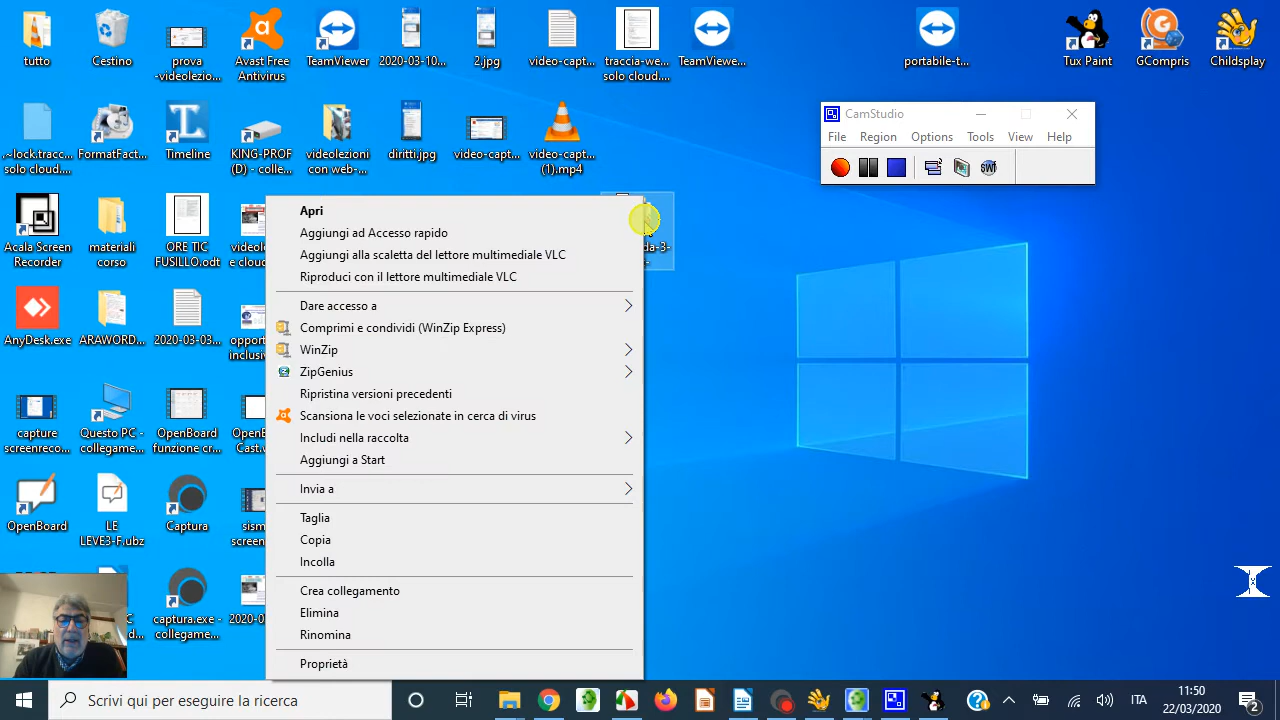 tutto
Cestino
prova
-videolezio...
Avast Free
Antivirus
TeamViewer
2020-03-10...
2.jpg
video-capt...
traccia-we...
solo cloud....
TeamViewe...
portabile-t...
Tux Paint
GCompris
Childsplay
.~lock.tracc...
solo cloud....
FormatFact...
Timeline
KING-PROF
(D) - colle...
videolezioni
con web-...
diritti.jpg
video-capt...
video-capt...
(1).mp4
CamStudio
File
Region
Options
Tools
View
Help
Acala Screen
Recorder
materiali
corso
ORE TIC
FUSILLO.odt
AnyDesk.exe
ARAWORD...
2020-03-03...
capture
screenreco...
Questo PC -
collegame...
OpenBoard
funzione cr...
OpenBoard
LE
LEVE3-F.ubz
Captura
captura.exe -
collegame...
Apri
Aggiungi ad Accesso rapido
Aggiungi alla scaletta del lettore multimediale VLC
Riproduci con il lettore multimediale VLC
Dare accesso a
Comprimi e condividi (WinZip Express)
WinZip
ZipGenius
Ripristina versioni precedenti
Scansiona le voci selezionate in cerca di virus
Includi nella raccolta
Aggiungi a Start
Invia a
Taglia
Copia
Incolla
Crea collegamento
Elimina
Rinomina
Proprietà
Scrivi qui per eseguire la ricerca
ITA
11:50
22/03/2020
2